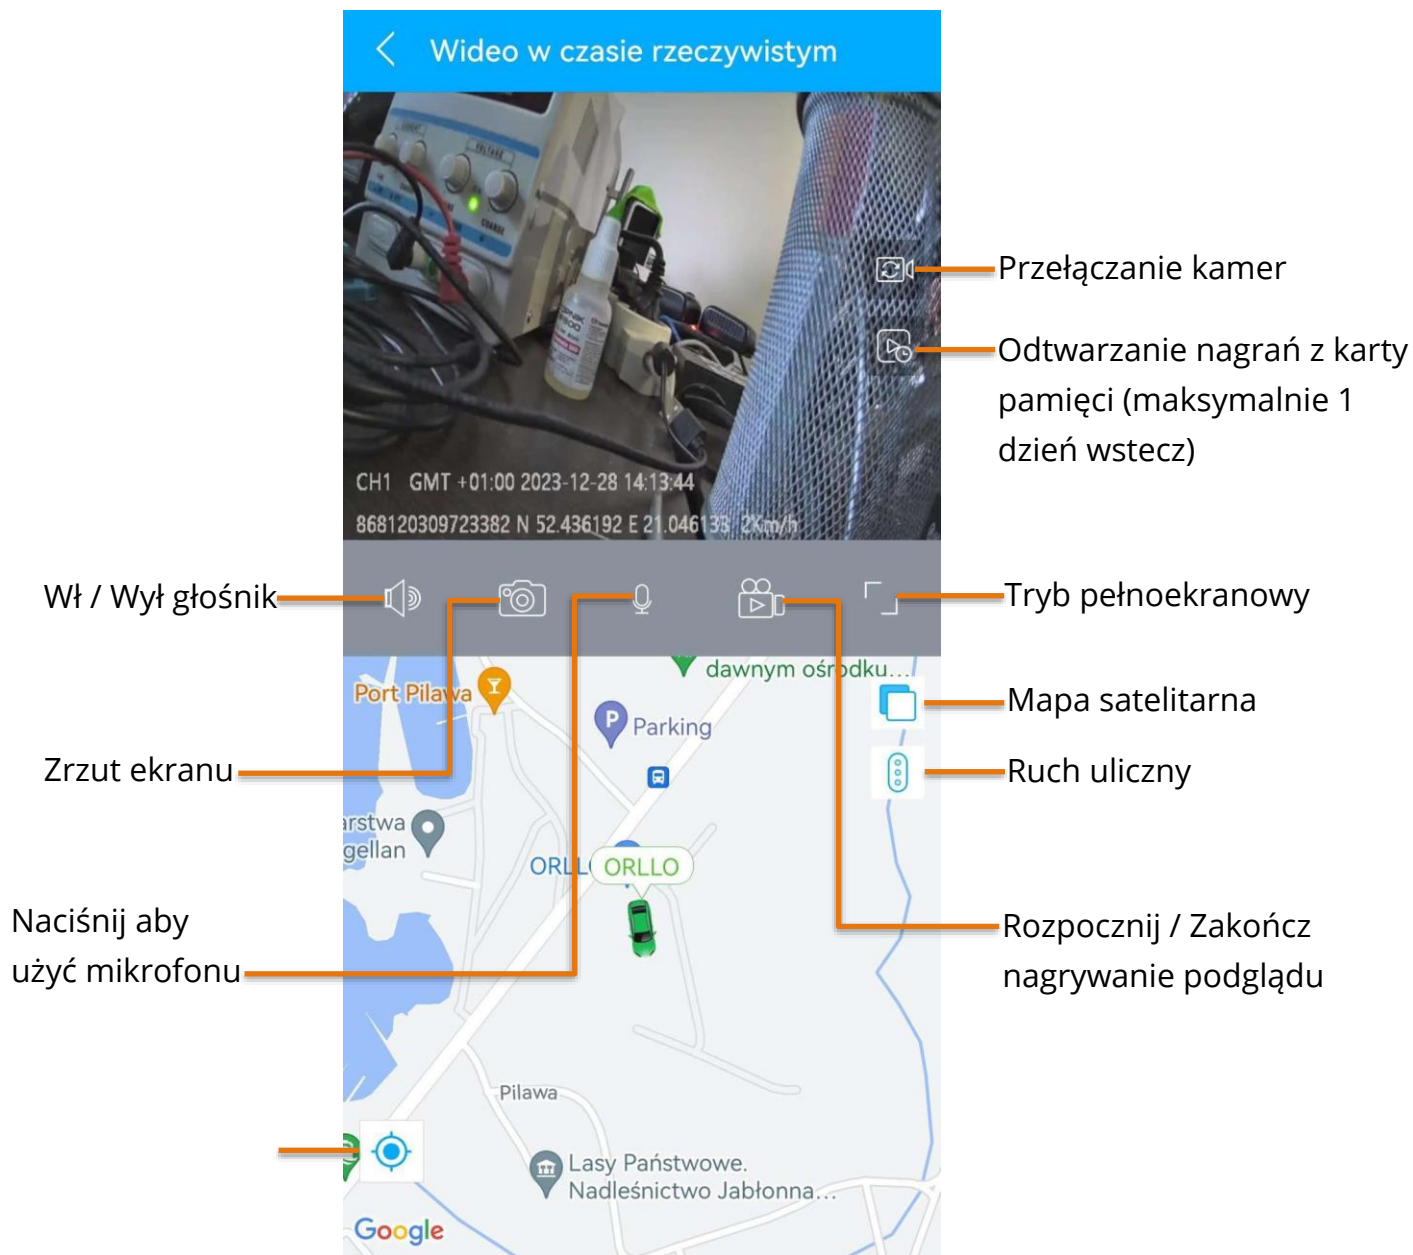 Wideo w czasie rzeczywistym
VOLTAGE
COARSE
CH1 GMT +01:00 2023-12-28 14:13:44
868120309723382 N 52.436192 E 21.046133 2Km/h
Przełączanie kamer
Odtwarzanie nagrań z karty
pamięci (maksymalnie 1
dzień wstecz)
Wł / Wył głośnik
Tryb pełnoekranowy
dawnym ośrodku...
Port Pilawa
P
Parking
Mapa satelitarna
Zrzut ekranu
Ruch uliczny
arstwa
gellan
ORLLO
ORLLO
Naciśnij aby
użyć mikrofonu
Rozpocznij / Zakończ
nagrywanie podglądu
Pilawa
Lasy Państwowe.
Nadleśnictwo Jabłonna...
Google